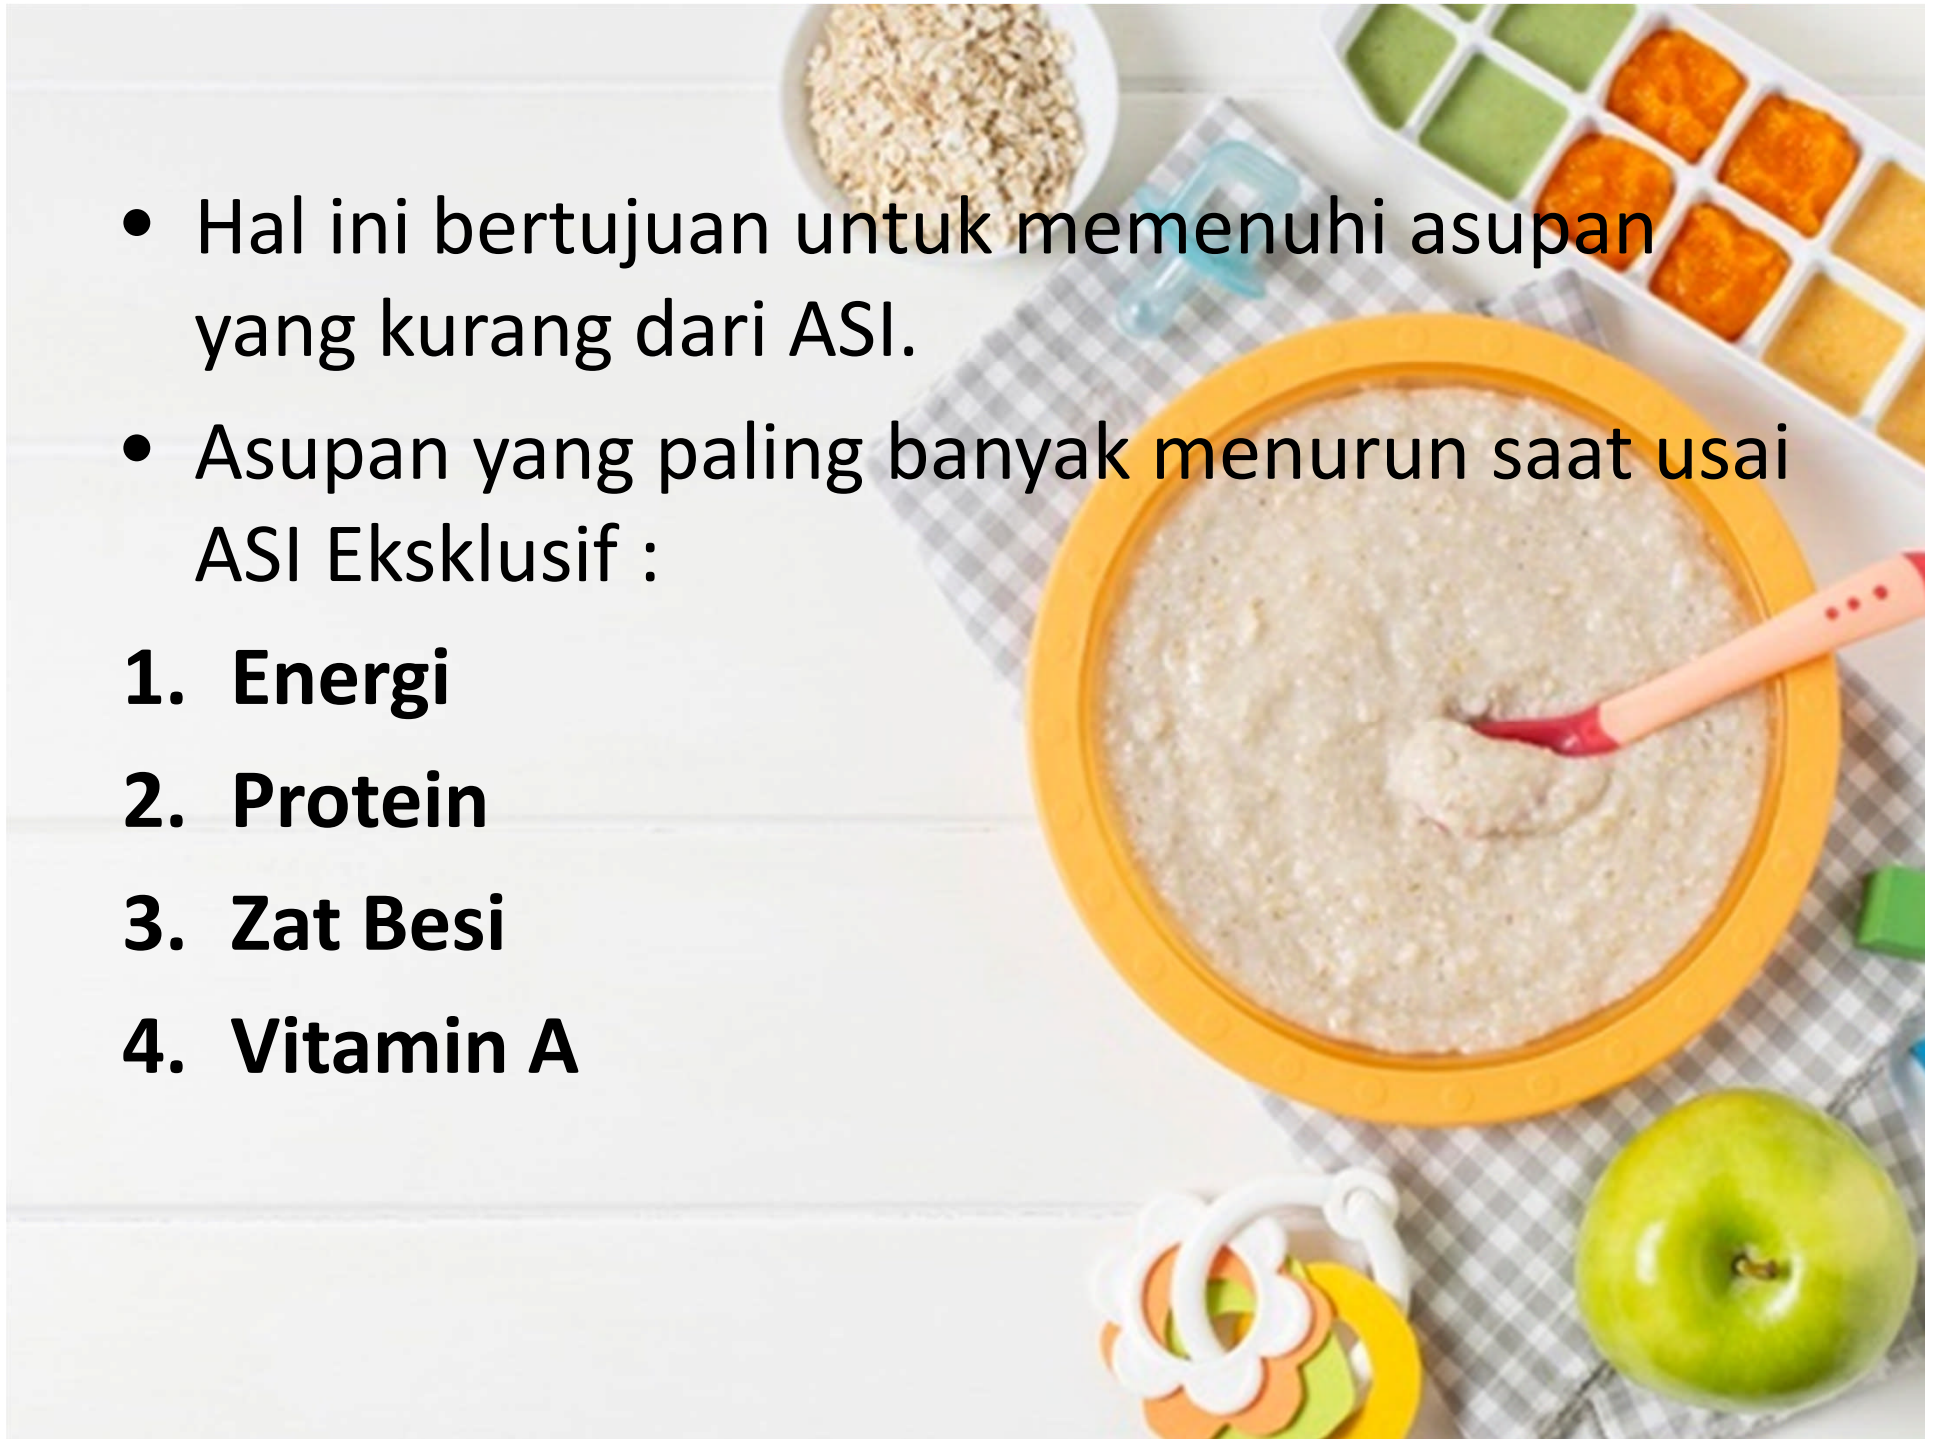 • Hal ini bertujuan untuk memenuhi asupan
yang kurang dari ASI.
• Asupan yang paling banyak menurun saat usai
ASI Eksklusif :
1. Energi
2. Protein
3. Zat Besi
4. Vitamin A